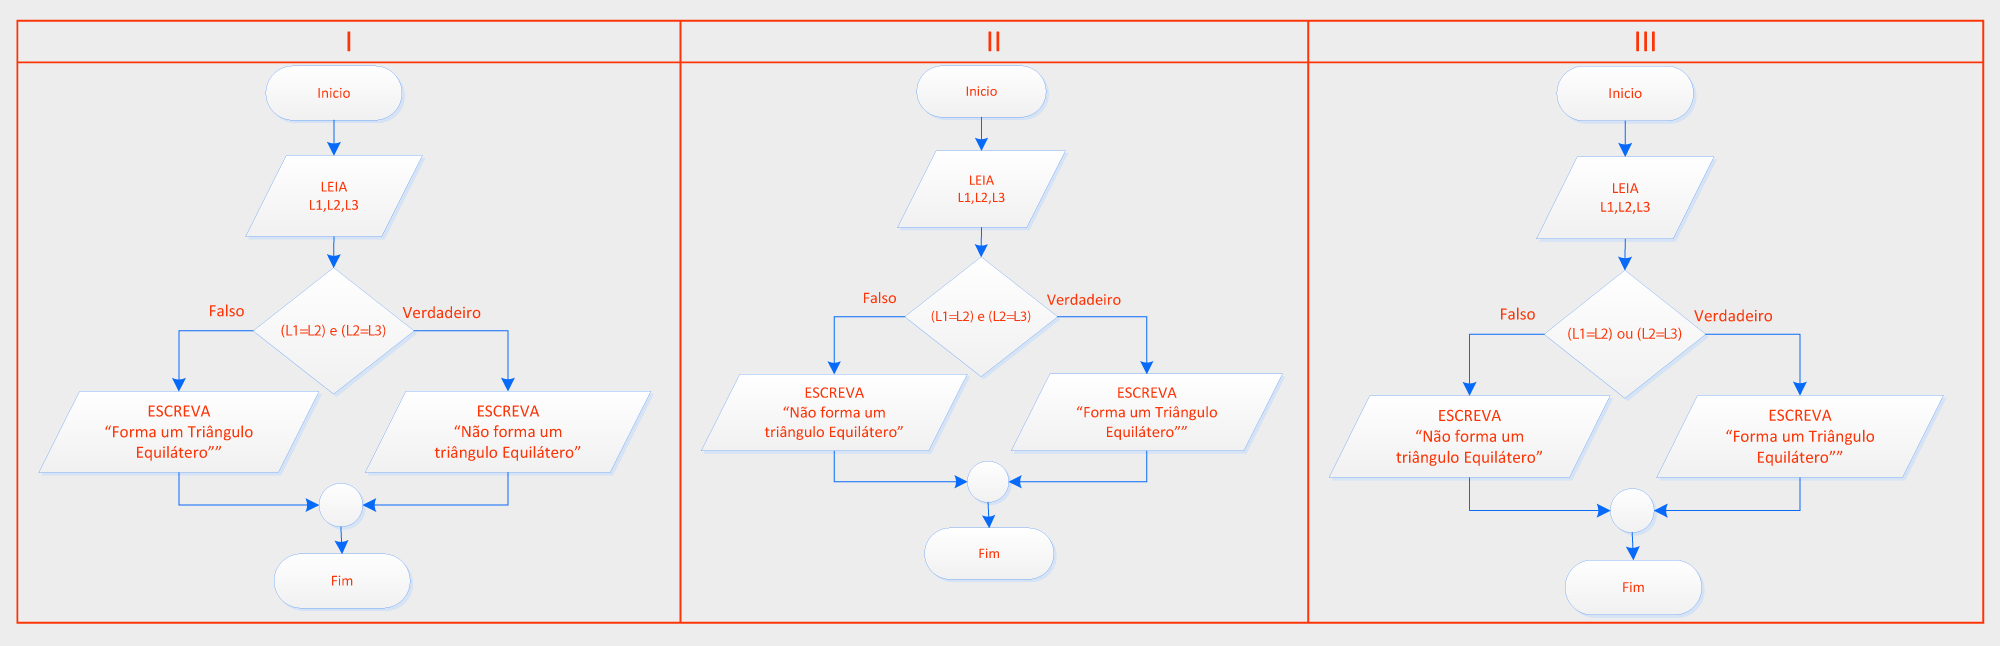 I
Inicio
LEIA
L1,L2,L3
Falso
(L1=L2) e (L2=L3)
Verdadeiro
ESCREVA
“Forma um Triângulo
Equilátero””
ESCREVA
“Não forma um
triângulo Equilátero”
Fim
II
Inicio
LEIA
L1,L2,L3
Falso
(L1=L2) e (L2=L3)
Verdadeiro
ESCREVA
“Não forma um
triângulo Equilátero”
ESCREVA
“Forma um Triângulo
Equilátero””
Fim
III
Inicio
LEIA
L1,L2,L3
Falso
(L1=L2) ou (L2=L3)
Verdadeiro
ESCREVA
“Não forma um
triângulo Equilátero”
ESCREVA
“Forma um Triângulo
Equilátero””
Fim